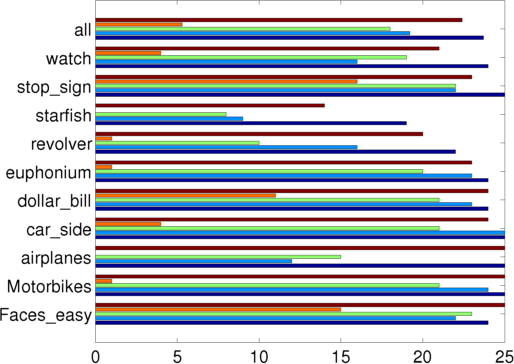 all
watch
stop_sign
starfish
revolver
euphonium
dollar_bill
car_side
airplanes
Motorbikes
Faces_easy
0 5 10 15 20 25